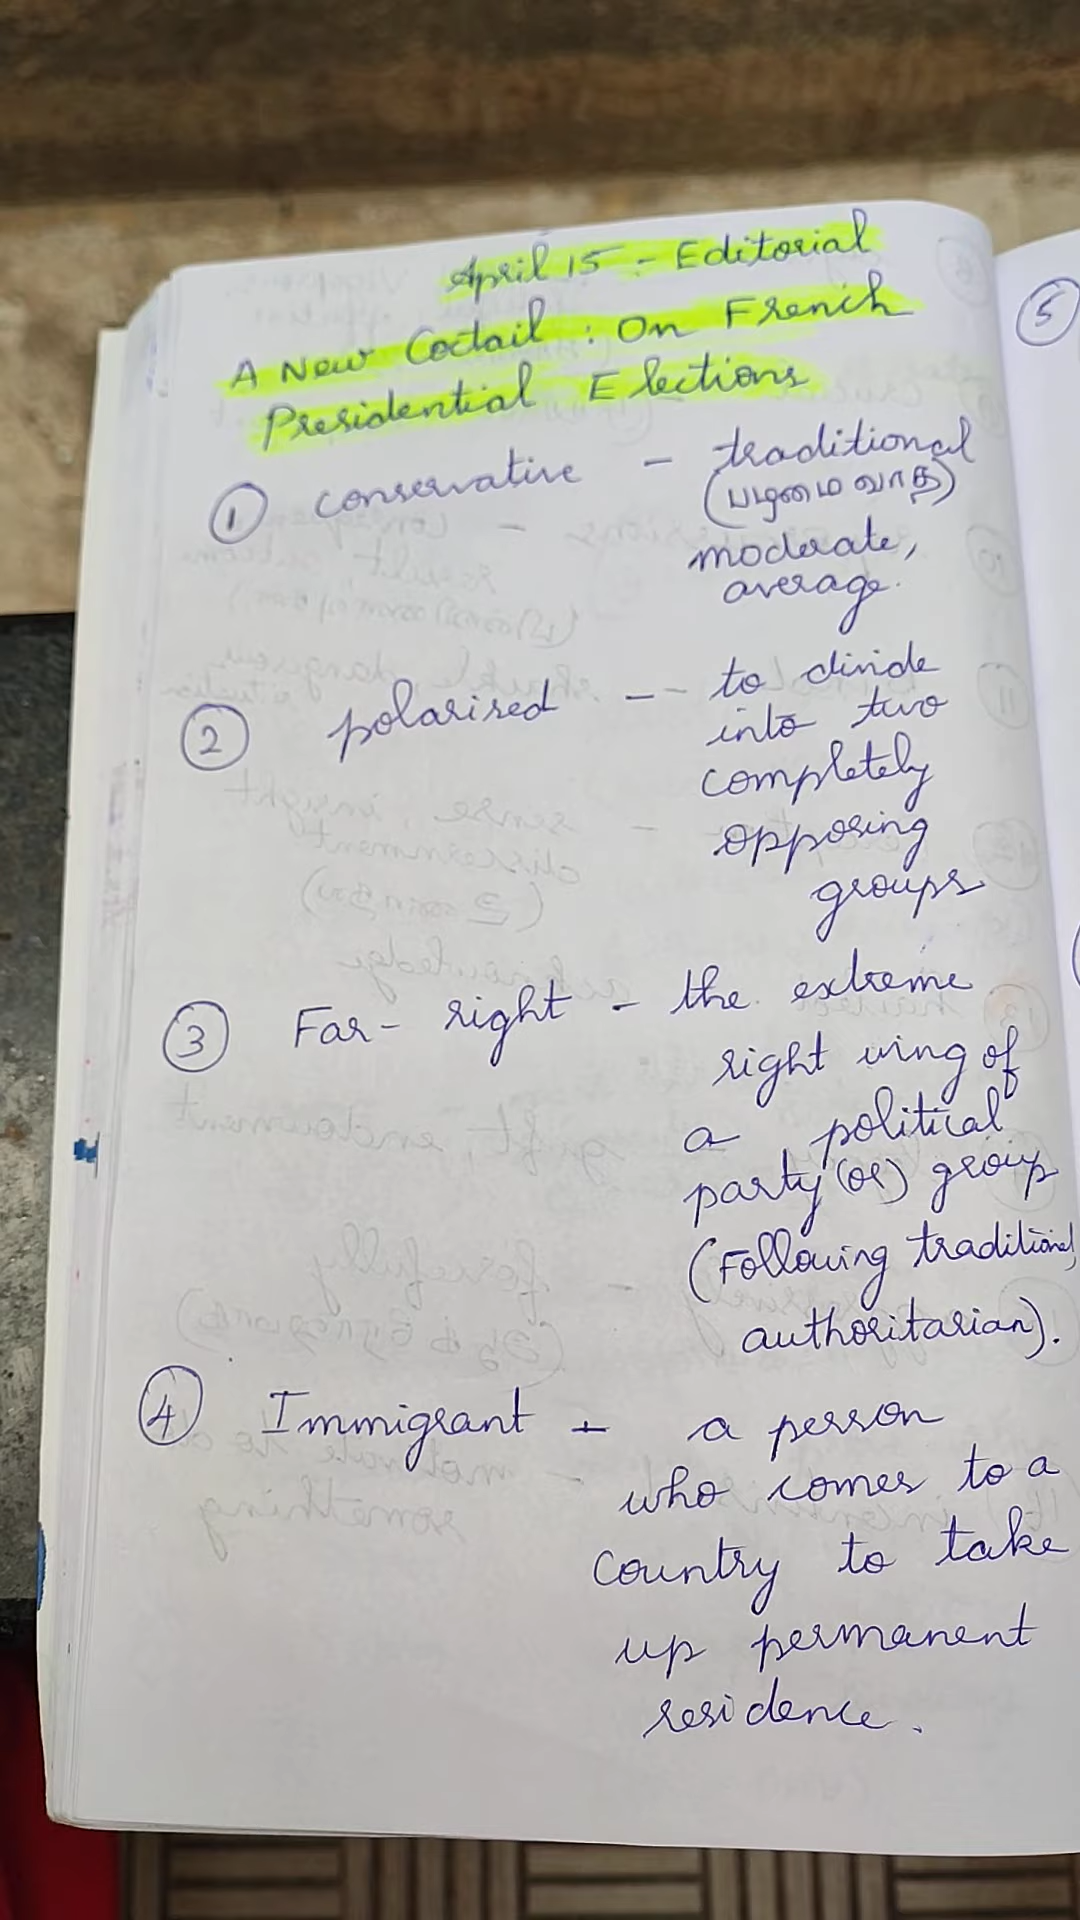 April 15 - Editorial
A New Coctail : On French
Presidential Elections
① conservative - traditional
(பழமைவாத)
moderate,
average.
② polarised -- to divide
into two
completely
opposing
groups
③ Far- right - the extreme
right wing of
a political
party (or) group
(Following traditional,
authoritarian).
④ Immigrant - a person
who comes to a
country to take
up permanent
residence.
⑤